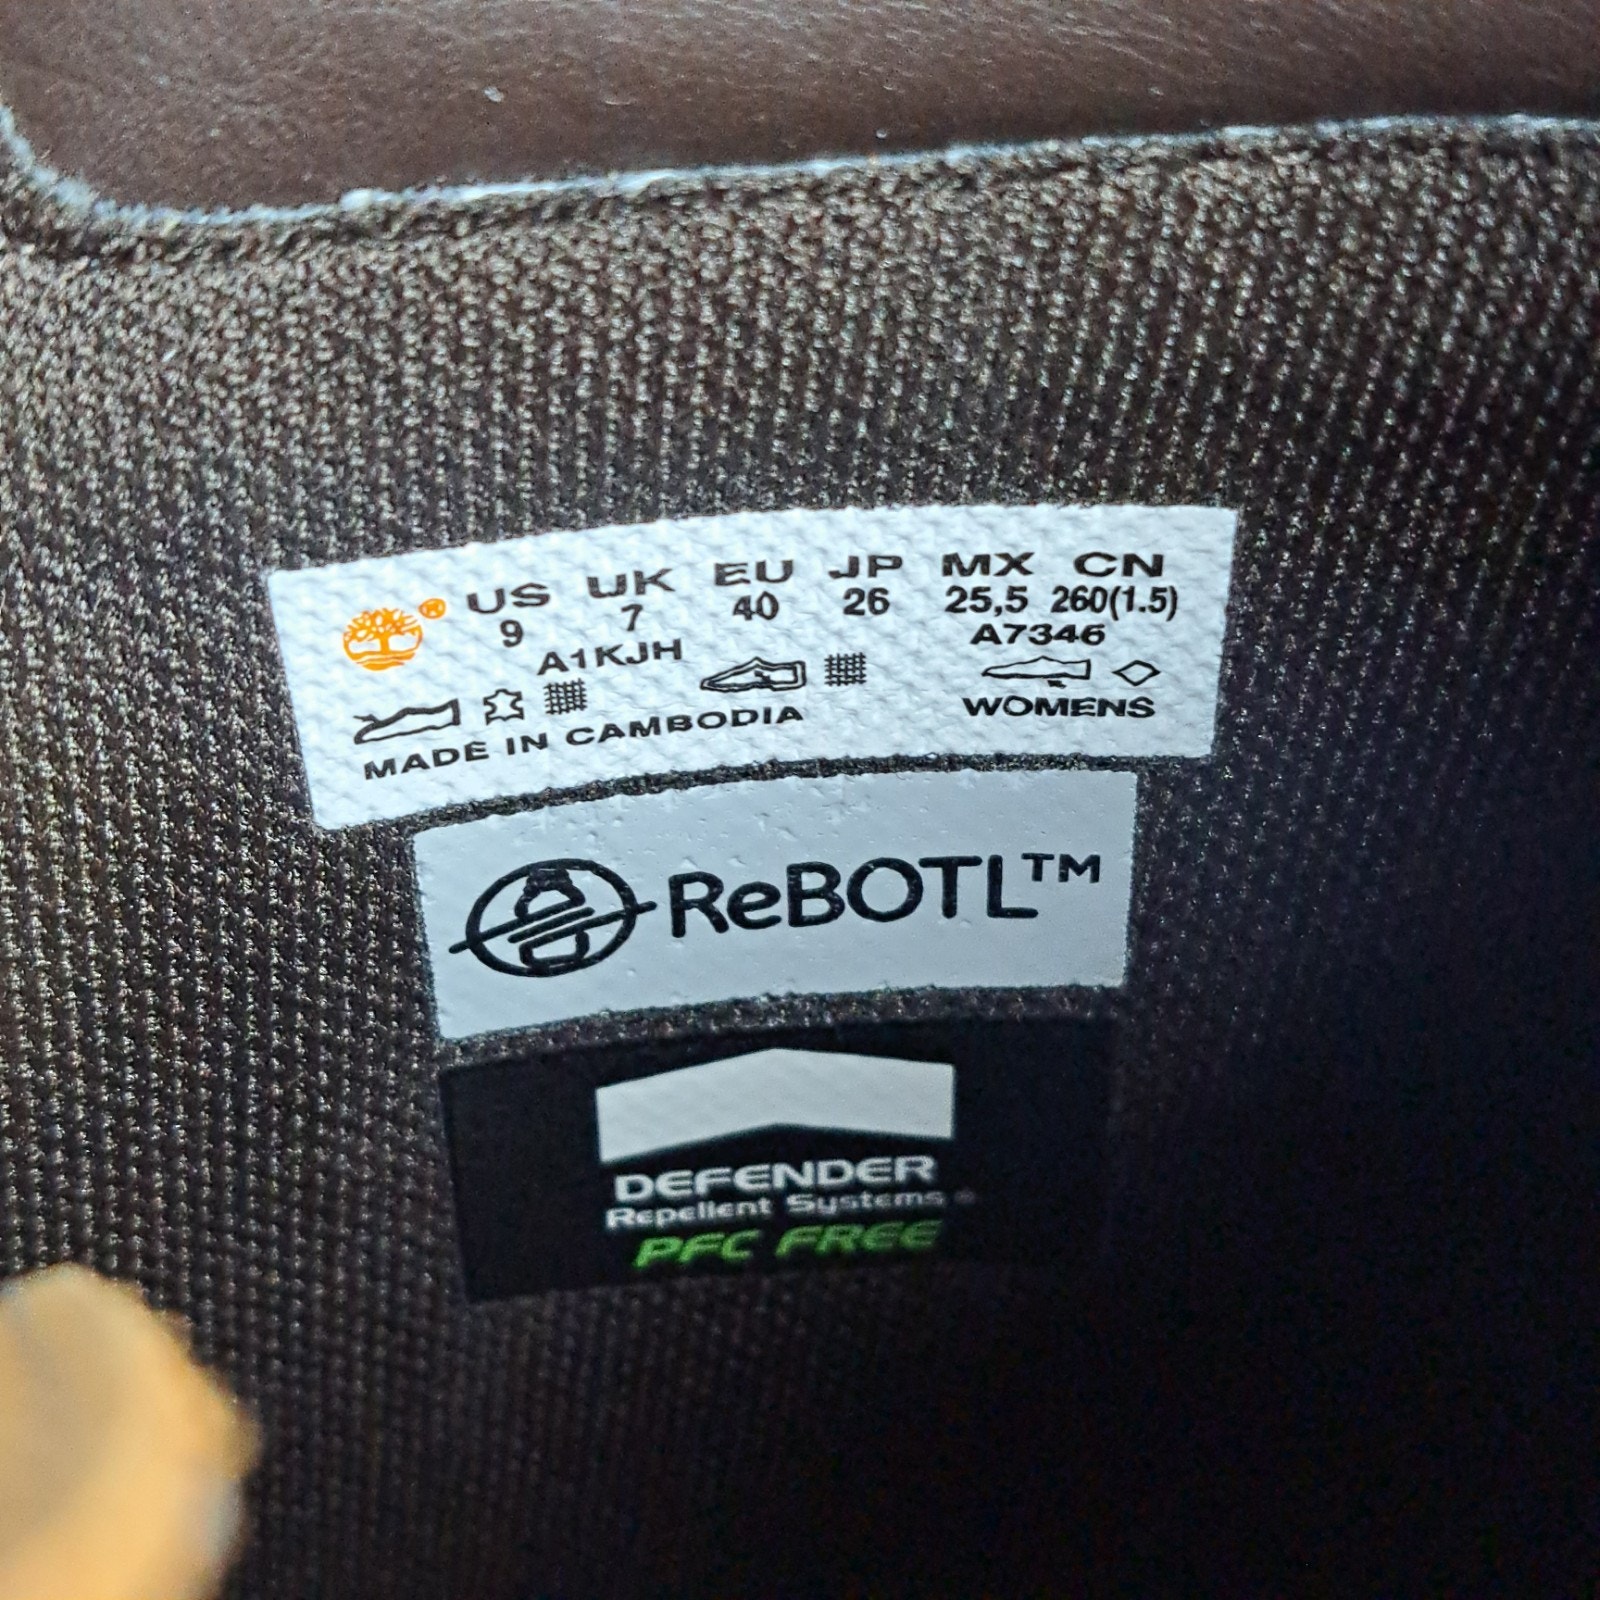 ® US UK EU JP MX CN
9 7 40 26 25,5 260(1.5)
A1KJH A7346
MADE IN CAMBODIA WOMENS
ReBOTL™
DEFENDER
Repellent Systems
PFC FREE